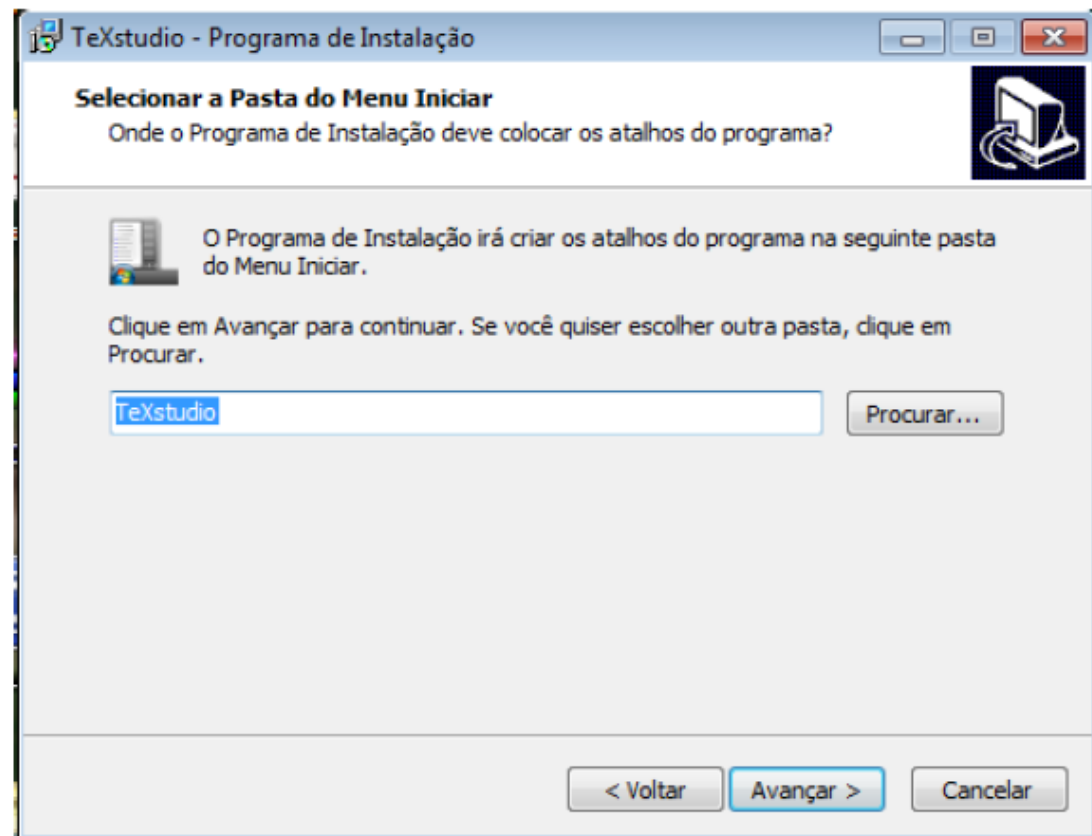 TeXstudio - Programa de Instalação
Selecionar a Pasta do Menu Iniciar
Onde o Programa de Instalação deve colocar os atalhos do programa?
O Programa de Instalação irá criar os atalhos do programa na seguinte pasta
do Menu Iniciar.
Clique em Avançar para continuar. Se você quiser escolher outra pasta, clique em
Procurar.
TeXstudio
Procurar...
< Voltar
Avançar >
Cancelar